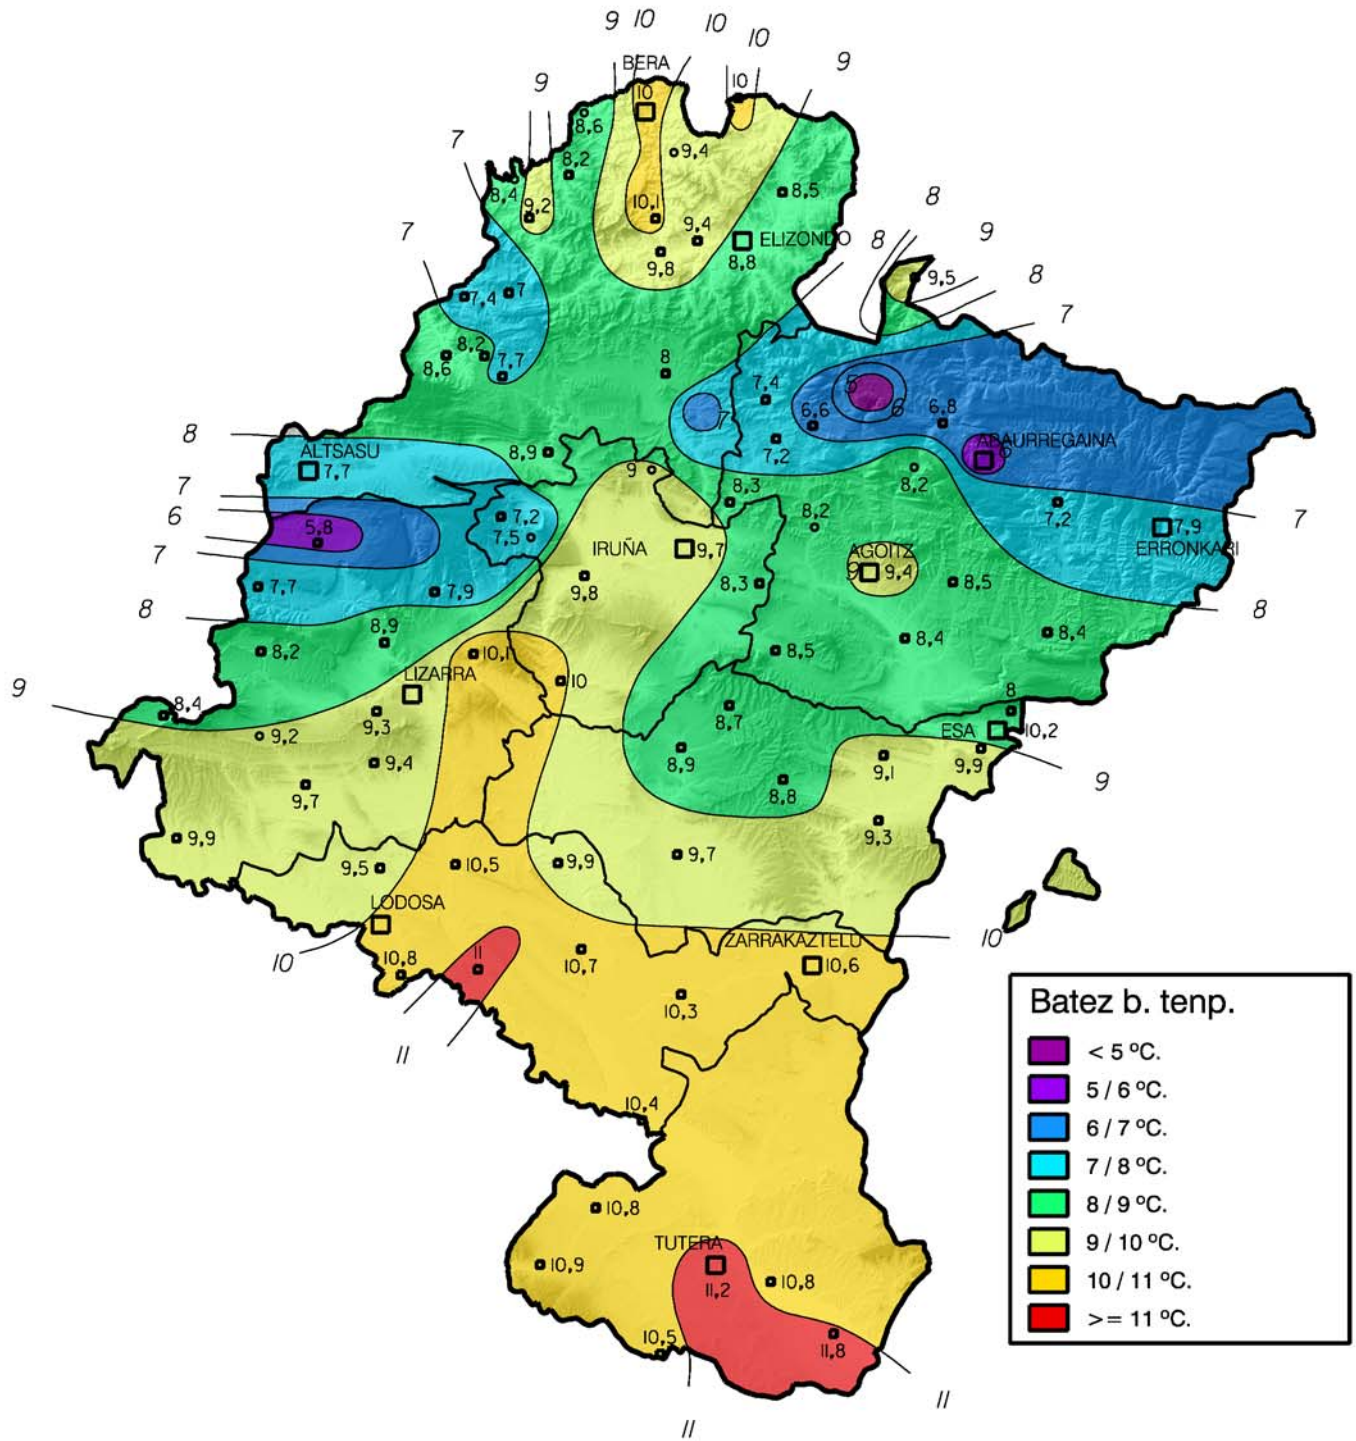 9 10 10 10 9
BERA
9 10 10
8,6
7 9,4
8,2
8,4 9,2 10,1 8,5
9,4 ELIZONDO
9,8 8,8
7 8 8 9
9,5 8
7,4 7 7
8,2
8,6 7,7 8
7,4 5 6
7 6,6 6,8
8 ALTSASU 7,2 ABAURREGAINA
7,7 8,9 9 8,2 6
7 8,3
6 7,2 8,2 7,2 7
5,8 7,5 IRUÑA 9,7 AGOITZ 7,9
7 9 9,4 ERRONKARI
7,7 7,9 9,8 8,3 8,5
8 8
8,2 8,9 10,1 8,5 8,4 8,4
LIZARRA
9 10 8
8,4 9,3 8,7 ESA 10,2
9,2
9,4 8,9 9,1 9,9 9
9,7 8,8
9,9 9,3
9,5 10,5 9,9 9,7
LODOSA
10 ZARRAKAZTELU 10
10,8 11 10,7 10,6
10,3
11
10,4
10,8
TUTERA
10,9 11,2 10,8
10,5 11,8
11 11
Batez b. tenp.
< 5 ºC.
5 / 6 ºC.
6 / 7 ºC.
7 / 8 ºC.
8 / 9 ºC.
9 / 10 ºC.
10 / 11 ºC.
>= 11 ºC.